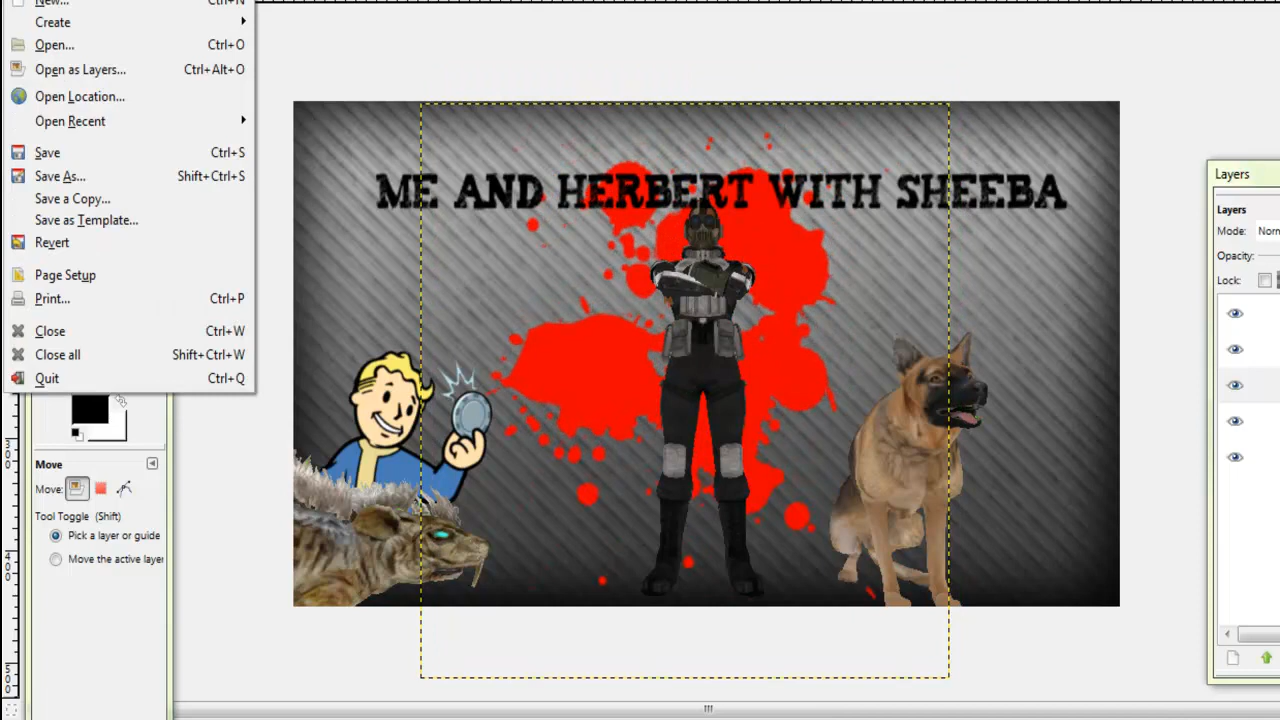 New... Ctrl+N
Create
Open... Ctrl+O
Open as Layers... Ctrl+Alt+O
Open Location...
Open Recent
Save Ctrl+S
Save As... Shift+Ctrl+S
Save a Copy...
Save as Template...
Revert
Page Setup
Print... Ctrl+P
Close Ctrl+W
Close all Shift+Ctrl+W
Quit Ctrl+Q
ME AND HERBERT WITH SHEEBA
Move
Move:
Tool Toggle (Shift)
Pick a layer or guide
Move the active layer
Layers
Layers
Mode: Norn
Opacity:
Lock: